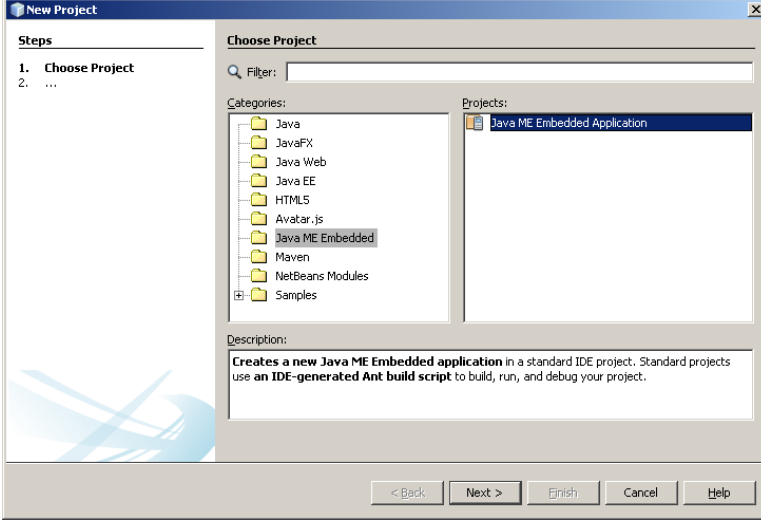 New Project
Steps
1. Choose Project
2. ...
Choose Project
Filter:
Categories:
Java
JavaFX
Java Web
Java EE
HTML5
Avatar.js
Java ME Embedded
Maven
NetBeans Modules
Samples
Projects:
Java ME Embedded Application
Description:
Creates a new Java ME Embedded application in a standard IDE project. Standard projects
use an IDE-generated Ant build script to build, run, and debug your project.
< Back
Next >
Finish
Cancel
Help